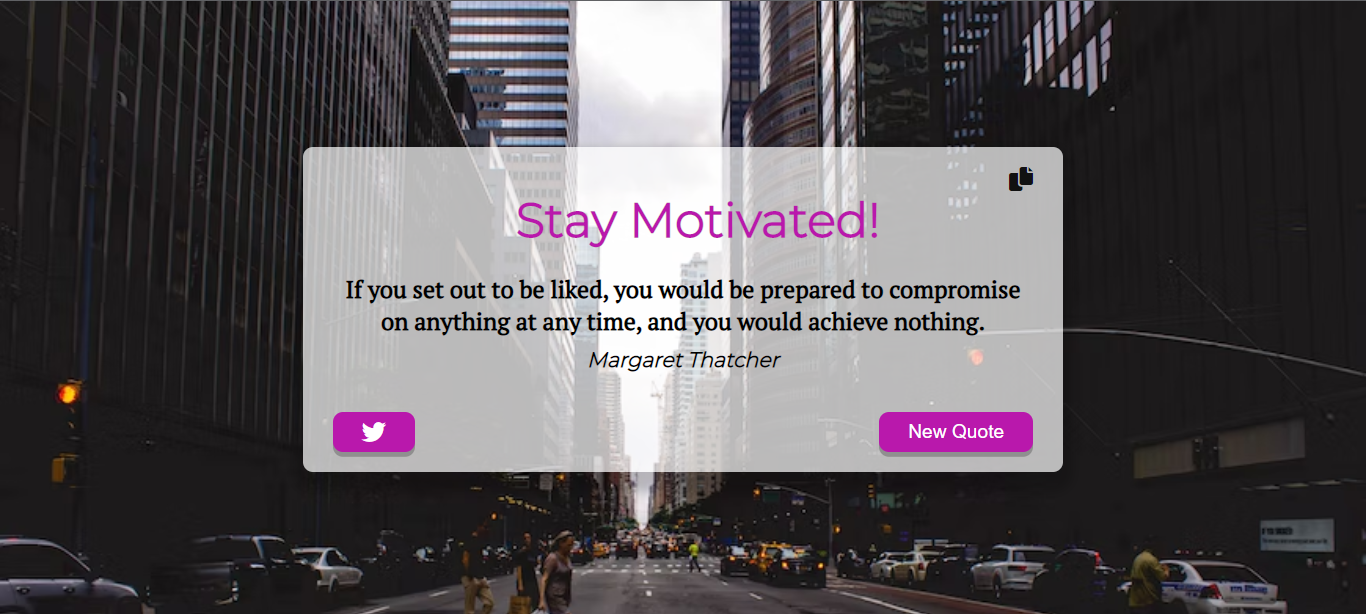 Stay Motivated!
If you set out to be liked, you would be prepared to compromise
on anything at any time, and you would achieve nothing.
Margaret Thatcher
New Quote